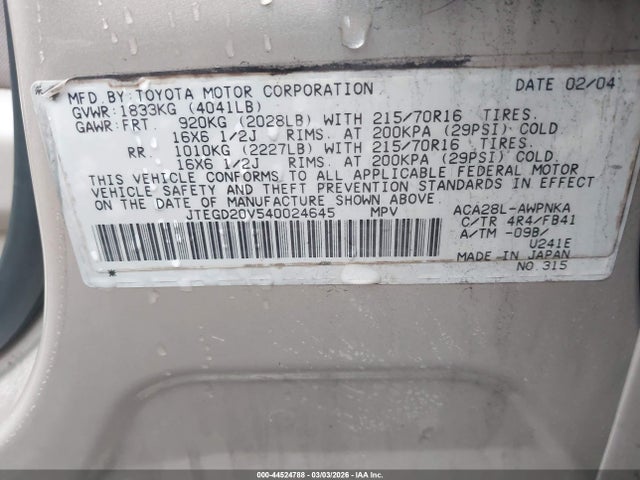 MFD.BY:TOYOTA MOTOR CORPORATION DATE 02/04
GVWR:1833KG (4041LB)
GAWR:FRT 920KG (2028LB) WITH 215/70R16 TIRES.
16X6 1/2J RIMS. AT 200KPA (29PSI) COLD
RR 1010KG (2227LB) WITH 215/70R16 TIRES.
16X6 1/2J RIMS. AT 200KPA (29PSI) COLD.
THIS VEHICLE CONFORMS TO ALL APPLICABLE FEDERAL MOTOR
VEHICLE SAFETY AND THEFT PREVENTION STANDARDS IN EFFECT
ON THE DATE OF MANUFACTURE SHOWN ABOVE.
*JTEGD20V540024645* MPV ACA28L-AWPNKA
C/TR 4R4/FB41
A/TM -09B/
U241E
MADE IN JAPAN
NO.315
000-44524788 - 03/03/2026 - IAAI.COM